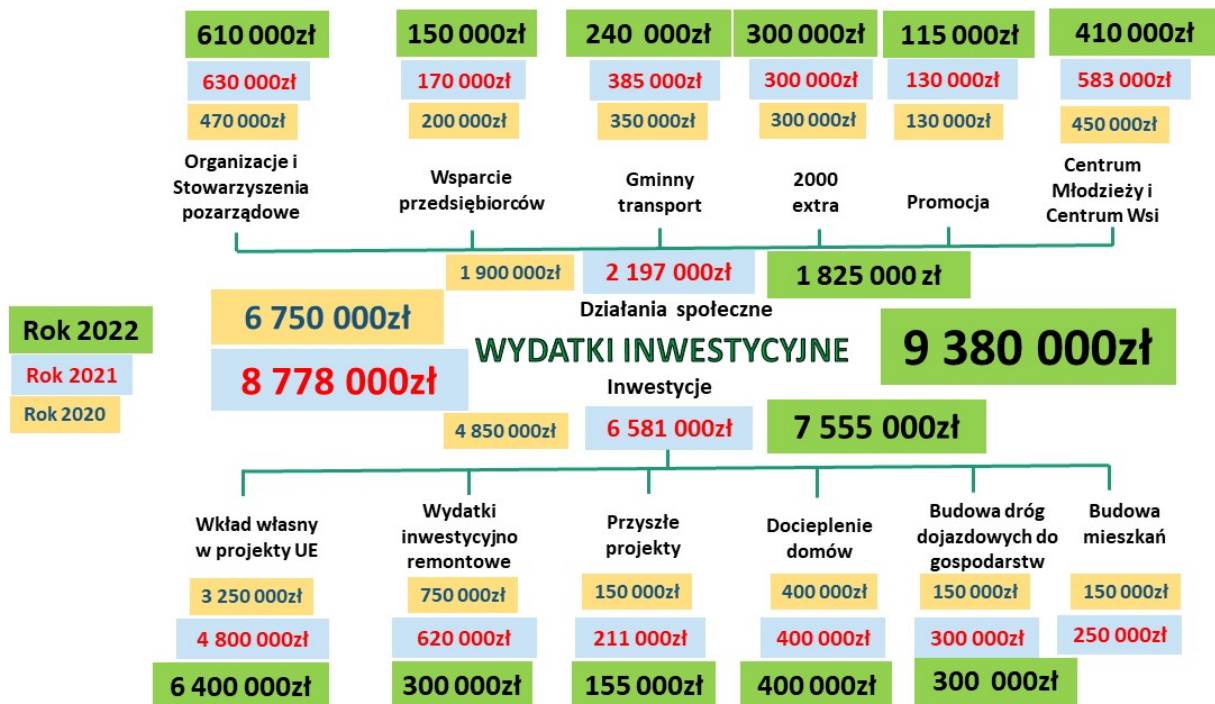 610 000zł 150 000zł 240 000zł 300 000zł 115 000zł 410 000zł
630 000zł 170 000zł 385 000zł 300 000zł 130 000zł 583 000zł
470 000zł 200 000zł 350 000zł 300 000zł 130 000zł 450 000zł
Organizacje i
Stowarzyszenia
pozarządowe
Wsparcie
przedsiębiorców
Gminny
transport
2000
extra
Promocja
Centrum
Młodzieży i
Centrum Wsi
1 900 000zł 2 197 000zł 1 825 000 zł
Działania społeczne
Rok 2022
Rok 2021
Rok 2020
6 750 000zł
8 778 000zł
WYDATKI INWESTYCYJNE
9 380 000zł
Inwestycje
4 850 000zł 6 581 000zł 7 555 000zł
Wkład własny
w projekty UE
Wydatki
inwestycyjno
remontowe
Przyszłe
projekty
Docieplenie
domów
Budowa dróg
dojazdowych do
gospodarstw
Budowa
mieszkań
3 250 000zł 750 000zł 150 000zł 400 000zł 150 000zł 150 000zł
4 800 000zł 620 000zł 211 000zł 400 000zł 300 000zł 250 000zł
6 400 000zł 300 000zł 155 000zł 400 000zł 300 000zł